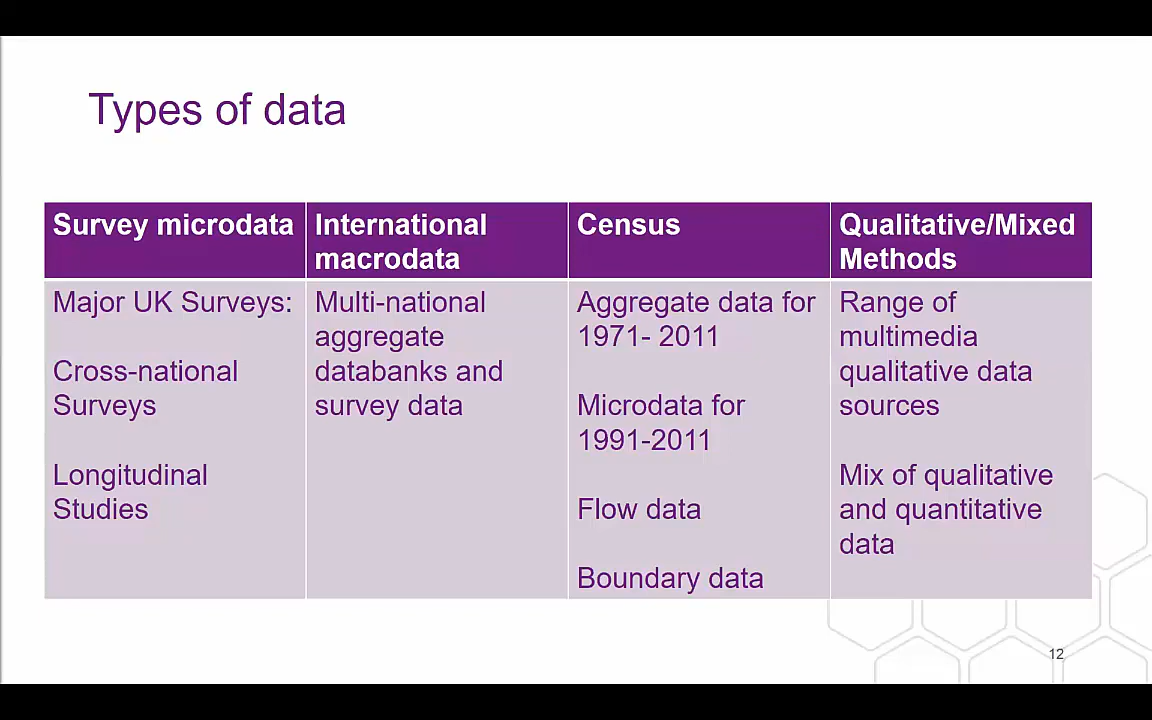 Types of data
Survey microdata
International
macrodata
Census
Qualitative/Mixed
Methods
Major UK Surveys:
Cross-national
Surveys
Longitudinal
Studies
Multi-national
aggregate
databanks and
survey data
Aggregate data for
1971- 2011
Microdata for
1991-2011
Flow data
Boundary data
Range of
multimedia
qualitative data
sources
Mix of qualitative
and quantitative
data
12